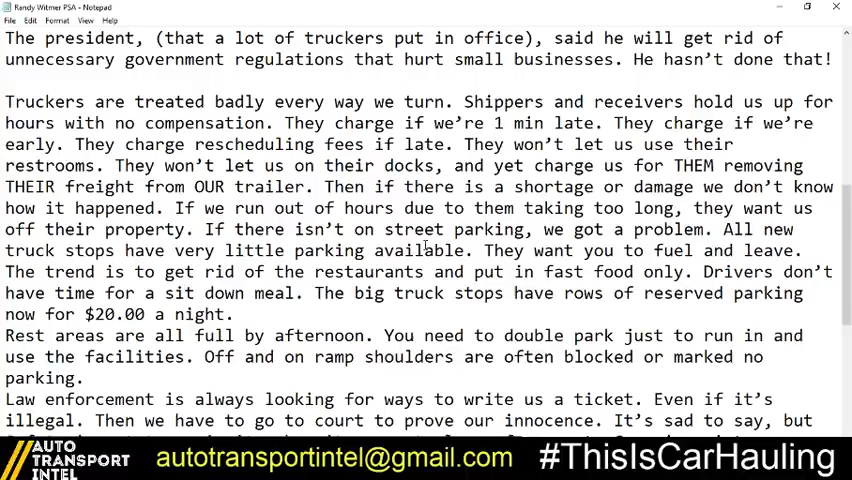 Randy Witmer PSA - Notepad
File Edit Format View Help
The president, (that a lot of truckers put in office), said he will get rid of
unnecessary government regulations that hurt small businesses. He hasn't done that!
Truckers are treated badly every way we turn. Shippers and receivers hold us up for
hours with no compensation. They charge if we're 1 min late. They charge if we're
early. They charge rescheduling fees if late. They won't let us use their
restrooms. They won't let us on their docks, and yet charge us for THEM removing
THEIR freight from OUR trailer. Then if there is a shortage or damage we don't know
how it happened. If we run out of hours due to them taking too long, they want us
off their property. If there isn't on street parking, we got a problem. All new
truck stops have very little parking available. They want you to fuel and leave.
The trend is to get rid of the restaurants and put in fast food only. Drivers don't
have time for a sit down meal. The big truck stops have rows of reserved parking
now for $20.00 a night.
Rest areas are all full by afternoon. You need to double park just to run in and
use the facilities. Off and on ramp shoulders are often blocked or marked no
parking.
Law enforcement is always looking for ways to write us a ticket. Even if it's
illegal. Then we have to go to court to prove our innocence. It's sad to say, but
AUTO
TRANSPORT
INTEL
autotransportintel@gmail.com #ThisIsCarHauling